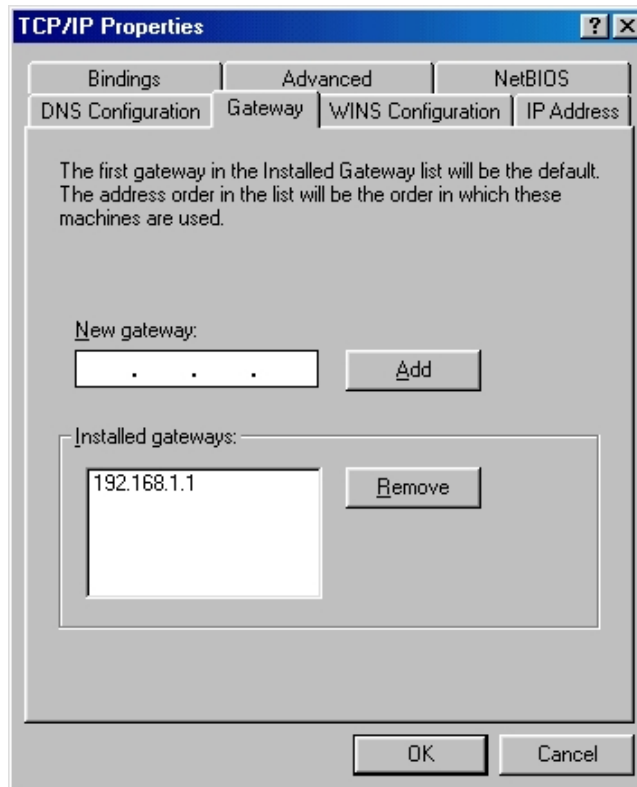 TCP/IP Properties
? X
Bindings Advanced NetBIOS
DNS Configuration Gateway WINS Configuration IP Address
The first gateway in the Installed Gateway list will be the default.
The address order in the list will be the order in which these
machines are used.
New gateway:
. . .
Add
Installed gateways:
192.168.1.1
Remove
OK Cancel